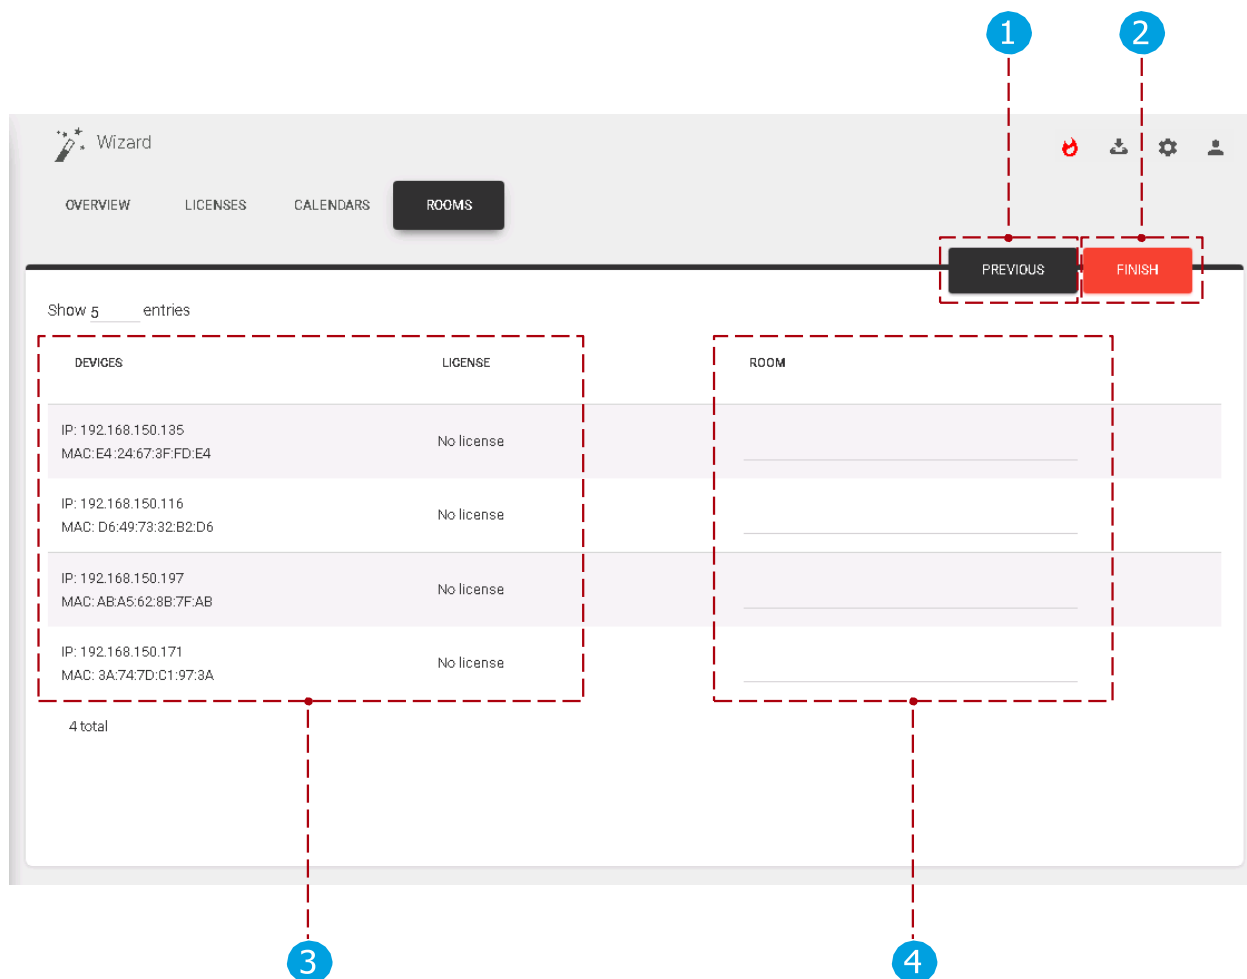 1 2
Wizard
OVERVIEW LICENSES CALENDARS ROOMS
PREVIOUS FINISH
Show 5 entries
DEVICES LICENSE ROOM
IP: 192.168.150.135
MAC:E4:24:67:3F:FD:E4
No license
IP: 192.168.150.116
MAC: D6:49:73:32:B2:D6
No license
IP: 192.168.150.197
MAC: AB:A5:62:8B:7F:AB
No license
IP: 192.168.150.171
MAC: 3A:74:7D:C1:97:3A
No license
4 total
3 4